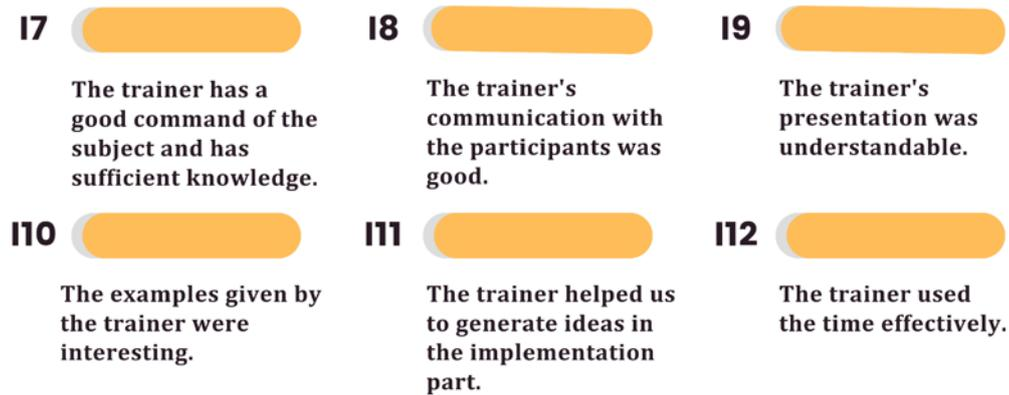 I7
The trainer has a
good command of the
subject and has
sufficient knowledge.
I8
The trainer's
communication with
the participants was
good.
I9
The trainer's
presentation was
understandable.
I10
The examples given by
the trainer were
interesting.
I11
The trainer helped us
to generate ideas in
the implementation
part.
I12
The trainer used
the time effectively.